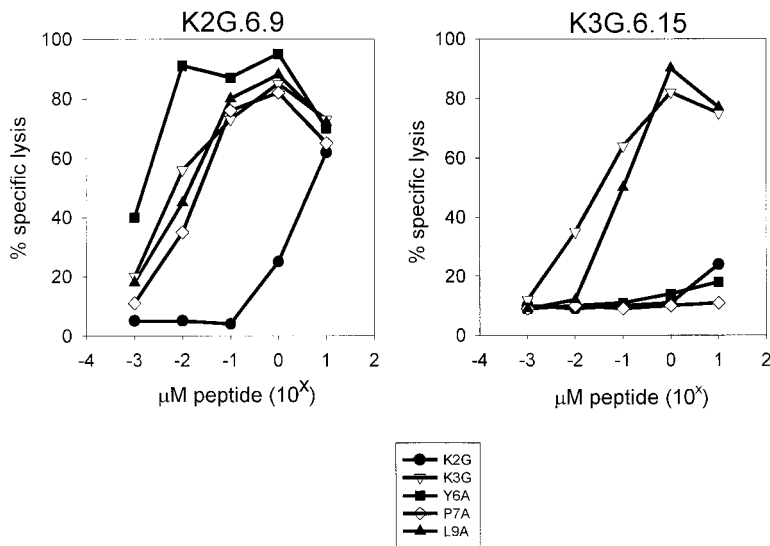 K2G.6.9
% specific lysis
100
80
60
40
20
0
-4 -3 -2 -1 0 1 2
μM peptide (10^X)
K3G.6.15
% specific lysis
100
80
60
40
20
0
-4 -3 -2 -1 0 1 2
μM peptide (10^x)
K2G
K3G
Y6A
P7A
L9A